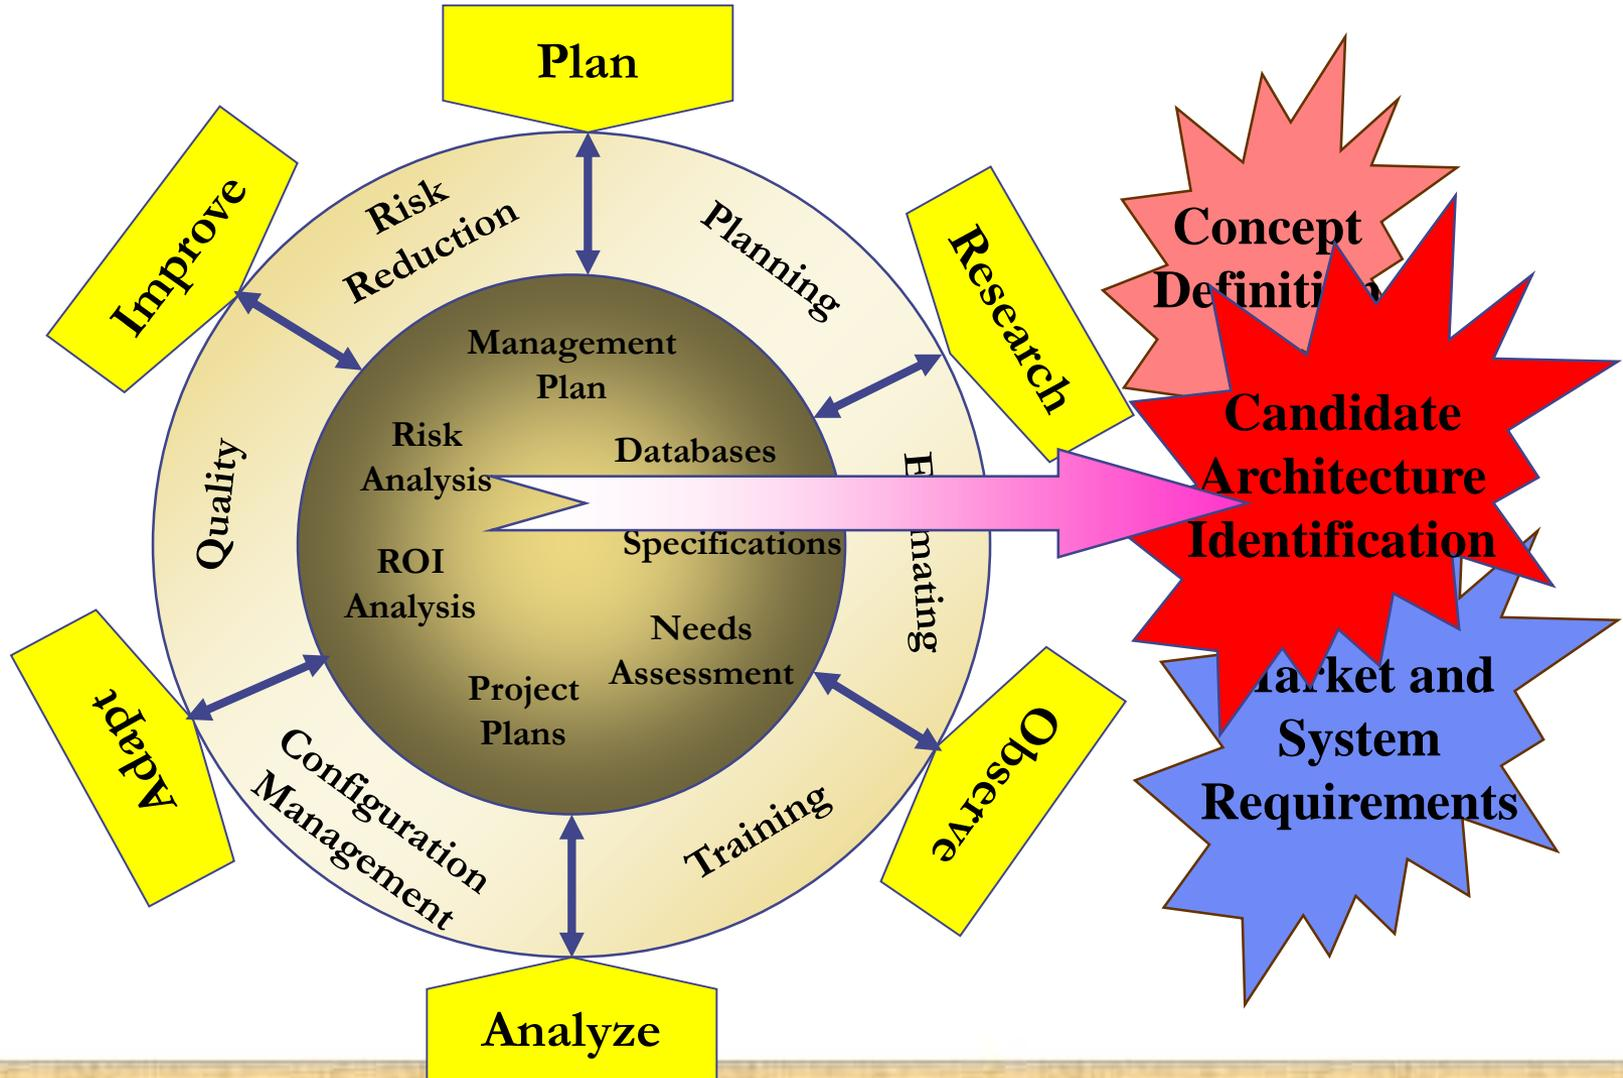 Plan
Improve
Risk
Reduction
Planning
Research
Concept
Management
Plan
Risk
Analysis
Databases
Quality
Candidate
Architecture
Identification
Specifications
ROI
Analysis
Needs
Assessment
Project
Plans
Adapt
Configuration
Management
Training
Observe
and
System
Requirements
Analyze